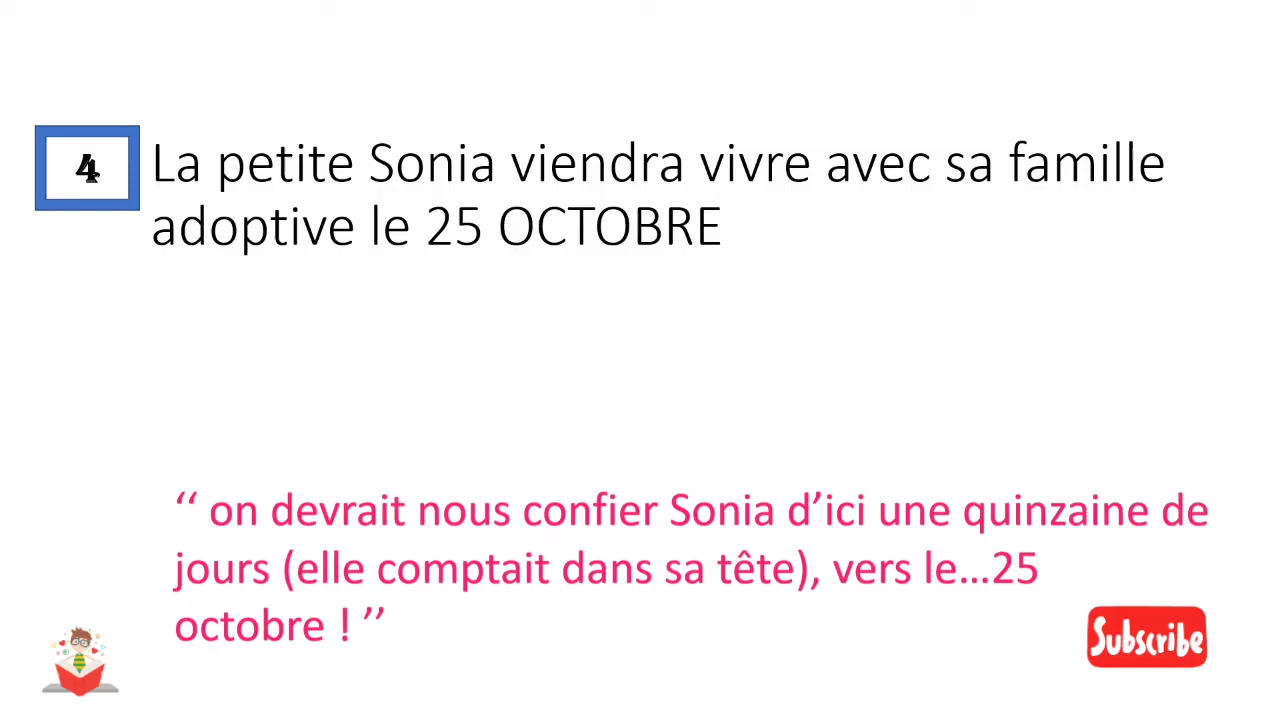 4
La petite Sonia viendra vivre avec sa famille
adoptive le 25 OCTOBRE
‘‘ on devrait nous confier Sonia d’ici une quinzaine de
jours (elle comptait dans sa tête), vers le…25
octobre ! ’’
Subscribe